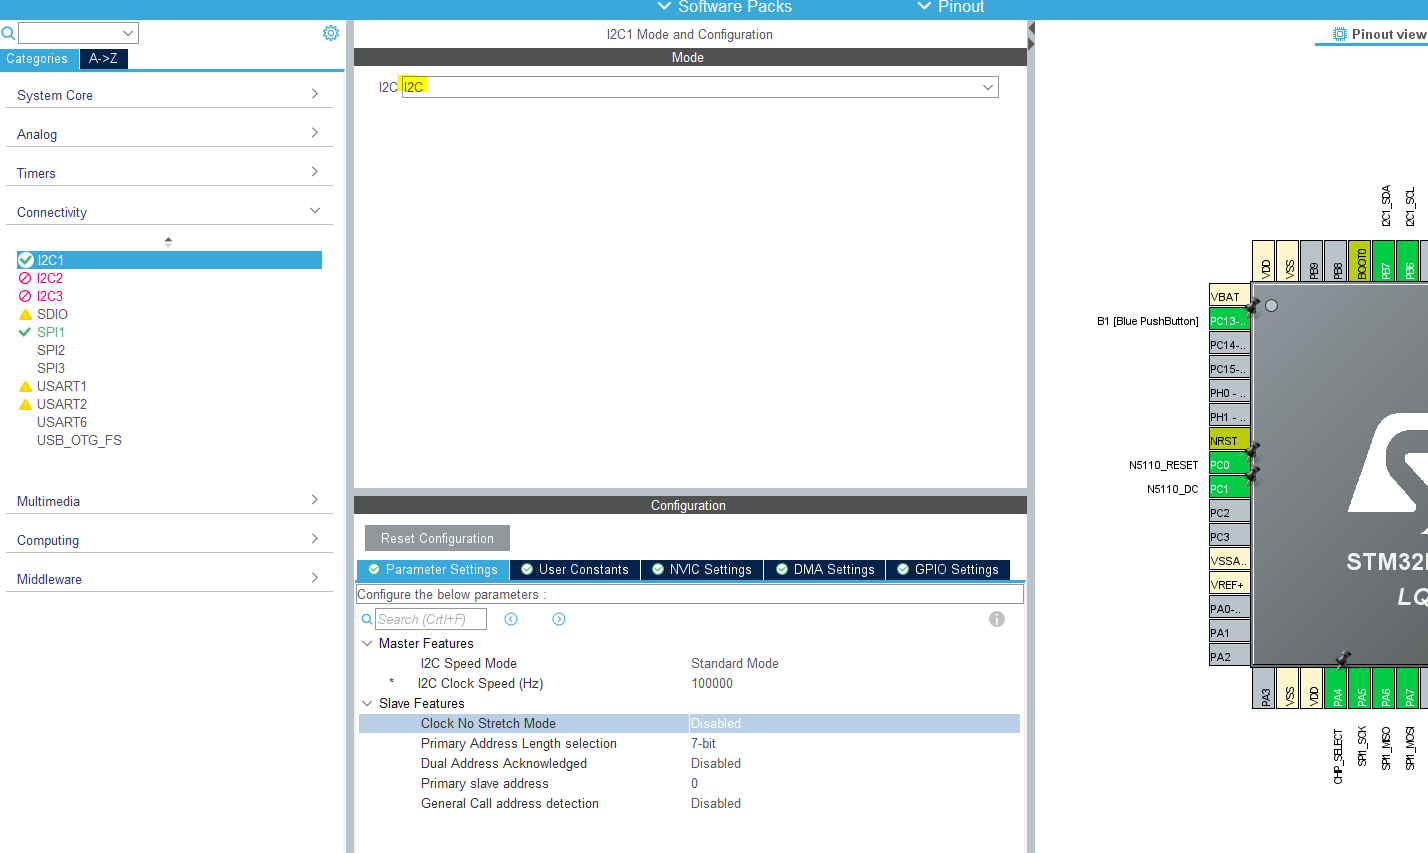 Software Packs
Pinout
I2C1 Mode and Configuration
Pinout view
Categories
A->Z
Mode
I2C
I2C
System Core
Analog
Timers
Connectivity
I2C1
I2C2
I2C3
SDIO
SPI1
SPI2
SPI3
USART1
USART2
USART6
USB_OTG_FS
Multimedia
Computing
Middleware
Configuration
Reset Configuration
Parameter Settings
User Constants
NVIC Settings
DMA Settings
GPIO Settings
Configure the below parameters :
Search (CrtI+F)
Master Features
I2C Speed Mode
Standard Mode
* I2C Clock Speed (Hz)
100000
Slave Features
Clock No Stretch Mode
Disabled
Primary Address Length selection
7-bit
Dual Address Acknowledged
Disabled
Primary slave address
0
General Call address detection
Disabled
I2C1_SDA
I2C1_SCL
VDD
VSS
PB9
PB8
BOOT0
PB7
PB6
VBAT
B1 [Blue PushButton]
PC13-..
PC14-..
PC15-..
PH0 - ..
PH1 - ..
NRST
N5110_RESET
PC0
N5110_DC
PC1
PC2
PC3
VSSA..
VREF+
PA0-..
PA1
PA2
STM32
LQ
PA3
VSS
VDD
PA4
PA5
PA6
PA7
CHIP_SELECT
SPI1_SCK
SPI1_MISO
SPI1_MOSI